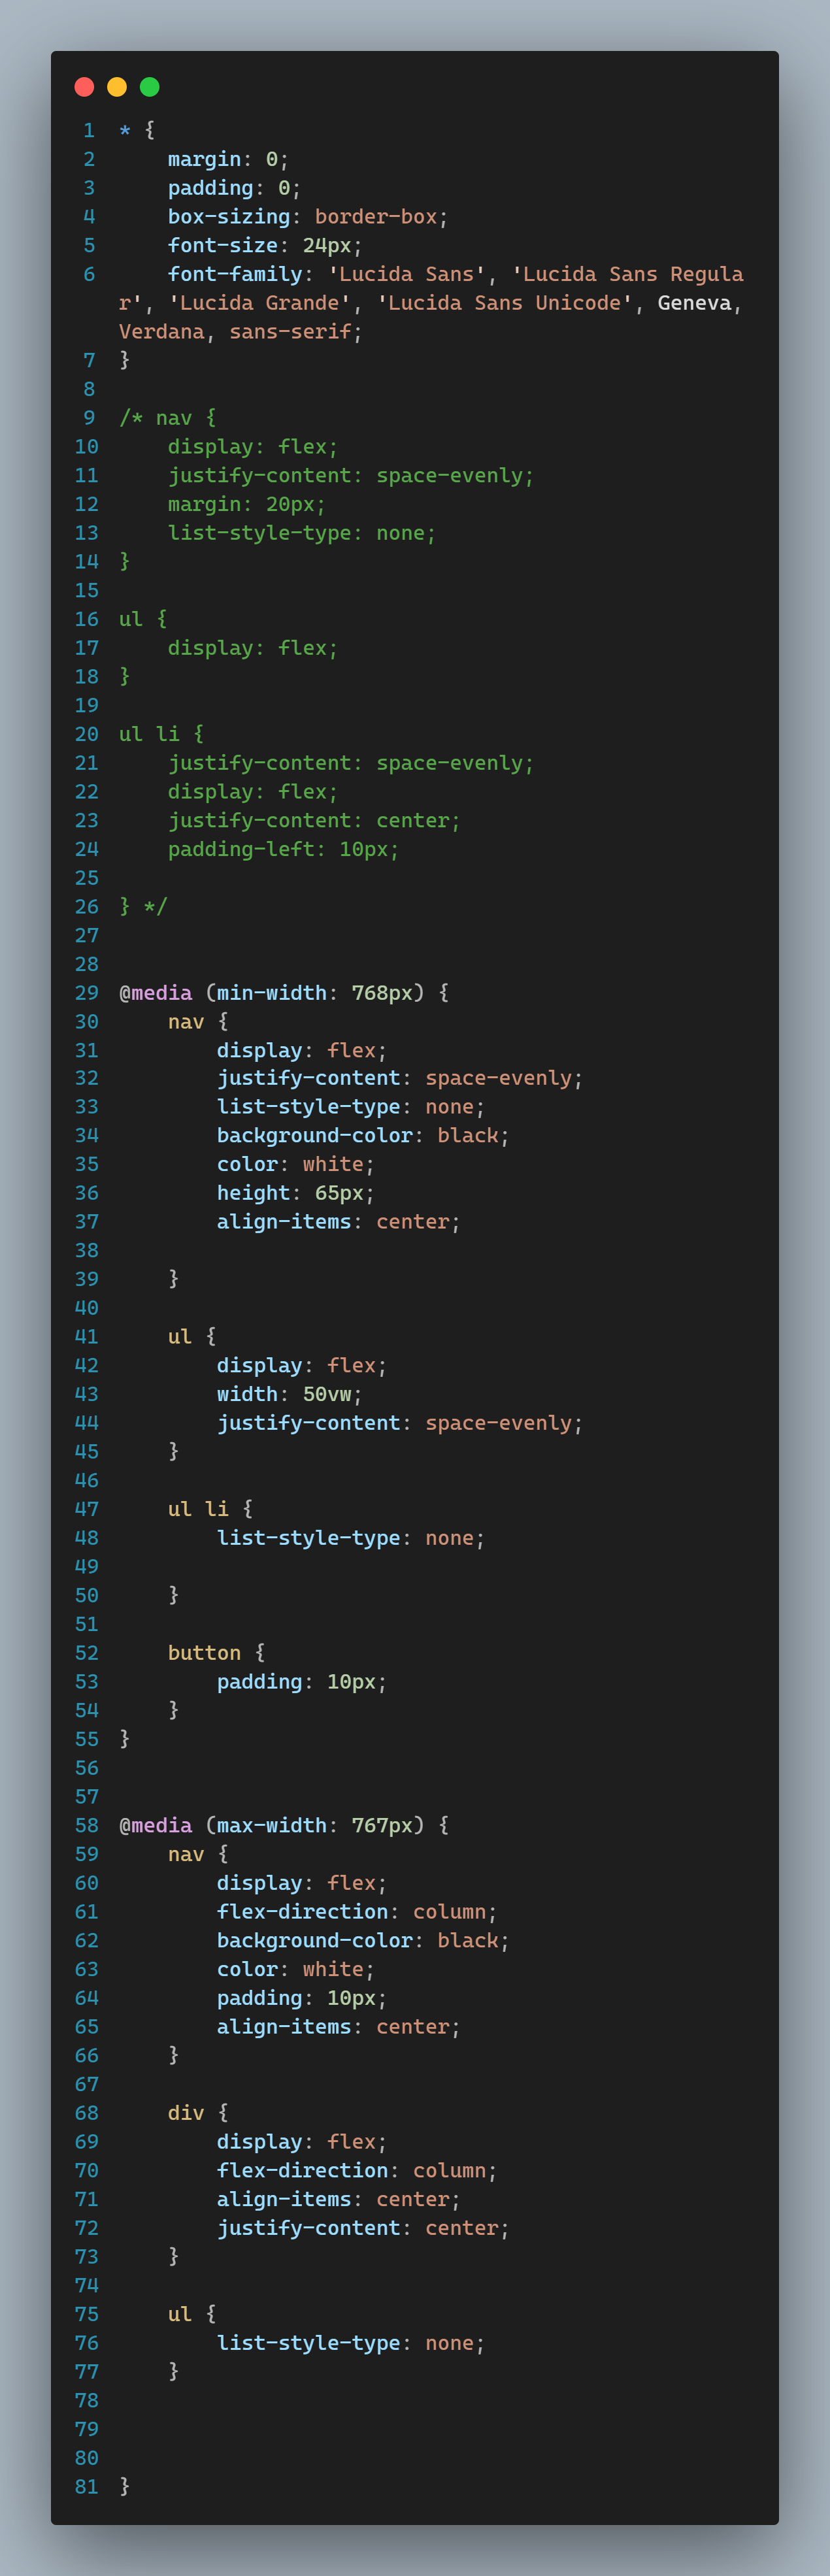 1 * {
2     margin: 0;
3     padding: 0;
4     box-sizing: border-box;
5     font-size: 24px;
6     font-family: 'Lucida Sans', 'Lucida Sans Regula
r', 'Lucida Grande', 'Lucida Sans Unicode', Geneva,
Verdana, sans-serif;
7 }
8
9 /* nav {
10     display: flex;
11     justify-content: space-evenly;
12     margin: 20px;
13     list-style-type: none;
14 }
15
16 ul {
17     display: flex;
18 }
19
20 ul li {
21     justify-content: space-evenly;
22     display: flex;
23     justify-content: center;
24     padding-left: 10px;
25
26 } */
27
28
29 @media (min-width: 768px) {
30     nav {
31         display: flex;
32         justify-content: space-evenly;
33         list-style-type: none;
34         background-color: black;
35         color: white;
36         height: 65px;
37         align-items: center;
38
39     }
40
41     ul {
42         display: flex;
43         width: 50vw;
44         justify-content: space-evenly;
45     }
46
47     ul li {
48         list-style-type: none;
49
50     }
51
52     button {
53         padding: 10px;
54     }
55 }
56
57
58 @media (max-width: 767px) {
59     nav {
60         display: flex;
61         flex-direction: column;
62         background-color: black;
63         color: white;
64         padding: 10px;
65         align-items: center;
66     }
67
68     div {
69         display: flex;
70         flex-direction: column;
71         align-items: center;
72         justify-content: center;
73     }
74
75     ul {
76         list-style-type: none;
77     }
78
79
80
81 }